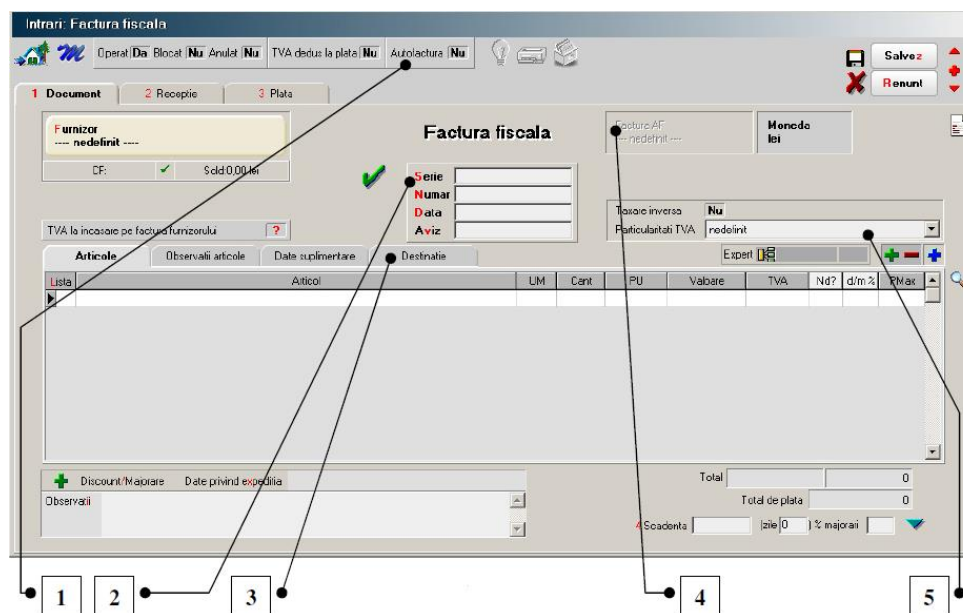 Intrari: Factura fiscala
Operat Da Blocat Nu Anulat Nu TVA dedus la plata Nu Autofactura Nu
Salvez
Renunt
1 Document 2 Receptie 3 Plata
Furnizor
---- nedefinit ----
CF: Sold 0,00 lei
Factura fiscala
Facture AF
---- nedefinit ----
Moneda
lei
Serie
Numar
Data
Aviz
TVA la incasare pe factura furnizorului ?
Taxare inversa Nu
Particularitati TVA nedefinit
Articole Observatii articole Date suplimentare Destinatie
Expert
Lista Articol UM Cant PU Valoare TVA Nd? d/m % PMax
Discount/Majorare Date privind expeditia
Observatii
Total 0
Total de plata 0
4 Scadenta (zile 0 ) % majorari
1 2 3 4 5